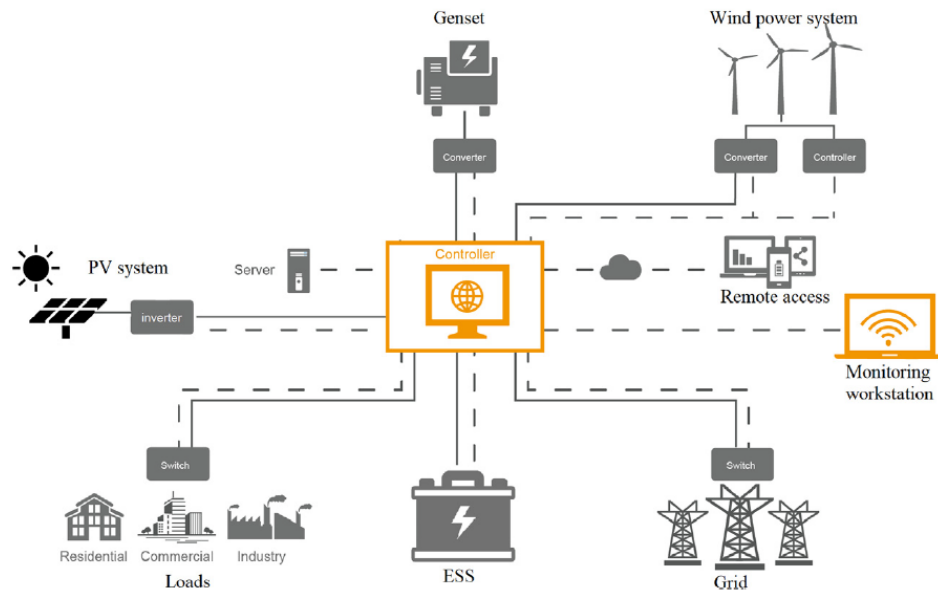 Genset
Wind power system
Converter
Converter
Controller
PV system
Server
Controller
Remote access
inverter
Monitoring
workstation
Switch
Switch
Residential
Commercial
Industry
Loads
ESS
Grid